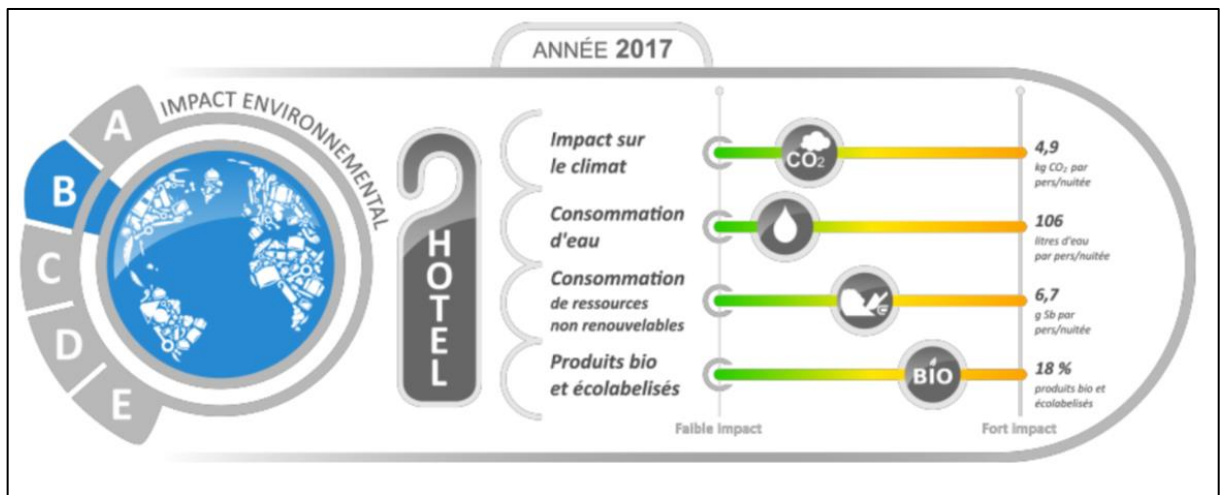 ANNÉE 2017
IMPACT ENVIRONNEMENTAL
A
B
C
D
E
HOTEL
Impact sur
le climat
CO₂
4,9
kg CO₂ par
pers/nuitée
Consommation
d'eau
106
litres d'eau
par pers/nuitée
Consommation
de ressources
non renouvelables
6,7
g Sb par
pers/nuitée
Produits bio
et écolabelisés
BIO
18 %
produits bio et
écolabelisés
Faible impact
Fort impact